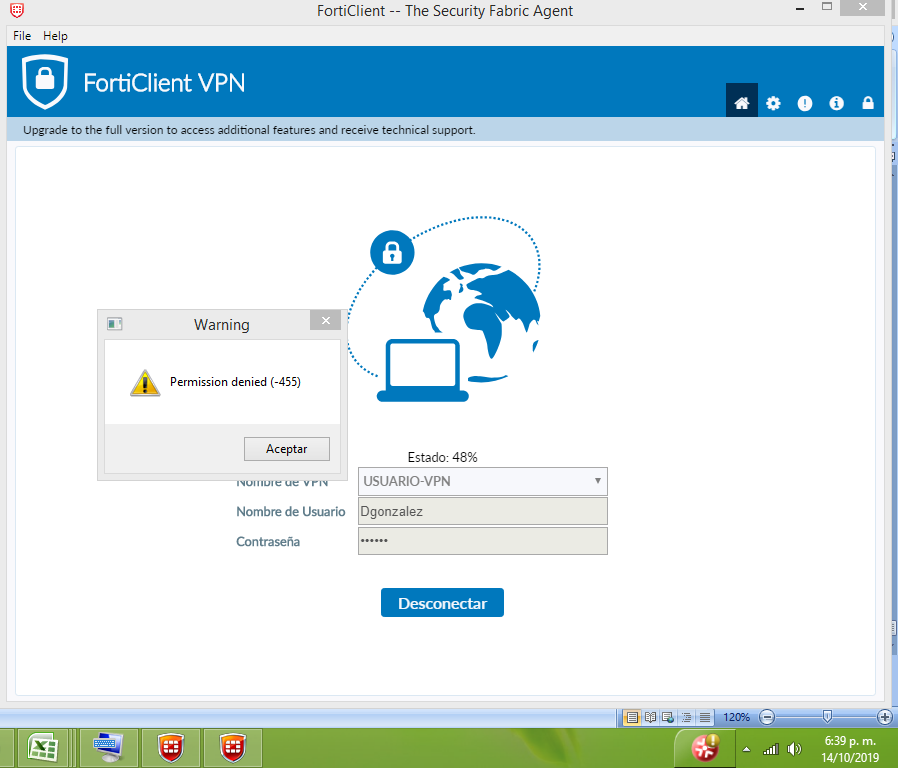 FortiClient -- The Security Fabric Agent
File Help
FortiClient VPN
Upgrade to the full version to access additional features and receive technical support.
Warning
Permission denied (-455)
Aceptar
Estado: 48%
Nombre de VPN USUARIO-VPN
Nombre de Usuario Dgonzalez
Contraseña ••••••
Desconectar
120%
6:39 p. m.
14/10/2019